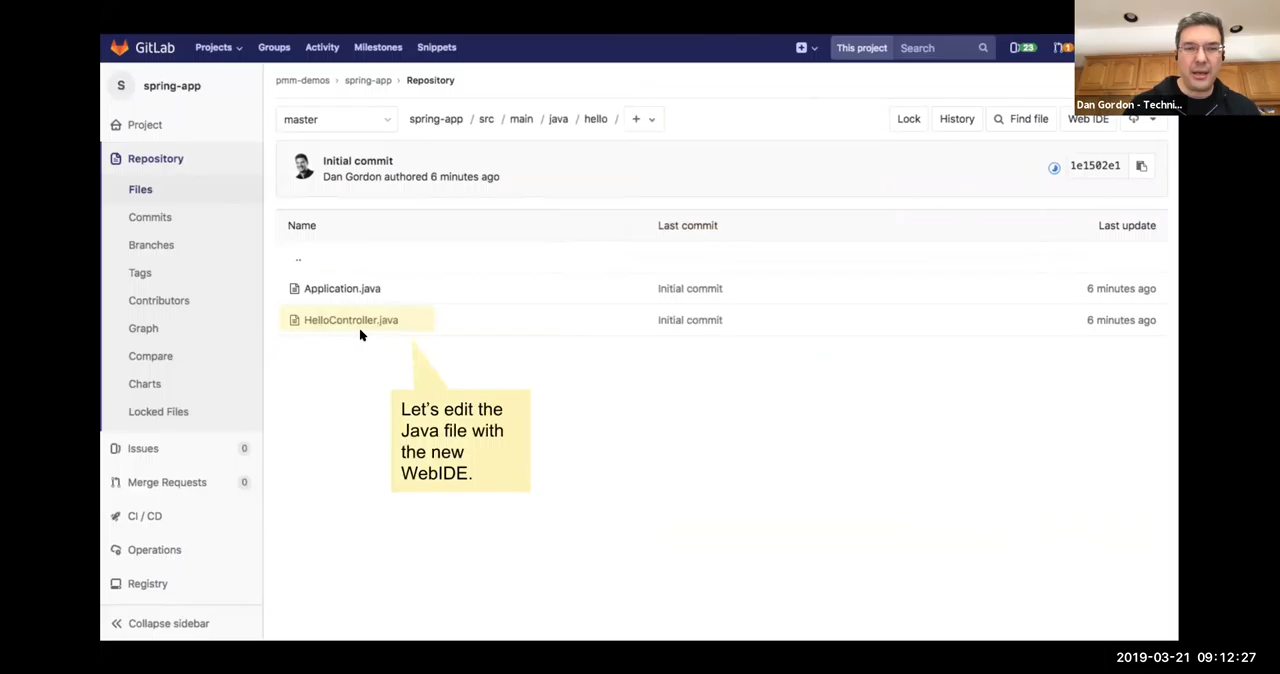 GitLab Projects Groups Activity Milestones Snippets This project Search 23 1
Dan Gordon - Techni...
S spring-app
pmm-demos › spring-app › Repository
Project
Repository
Files
Commits
Branches
Tags
Contributors
Graph
Compare
Charts
Locked Files
Issues 0
Merge Requests 0
CI / CD
Operations
Registry
Collapse sidebar
master spring-app / src / main / java / hello / + Lock History Find file Web IDE
Initial commit
Dan Gordon authored 6 minutes ago
1e1502e1
Name Last commit Last update
..
Application.java Initial commit 6 minutes ago
HelloController.java Initial commit 6 minutes ago
Let’s edit the
Java file with
the new
WebIDE.
2019-03-21 09:12:27